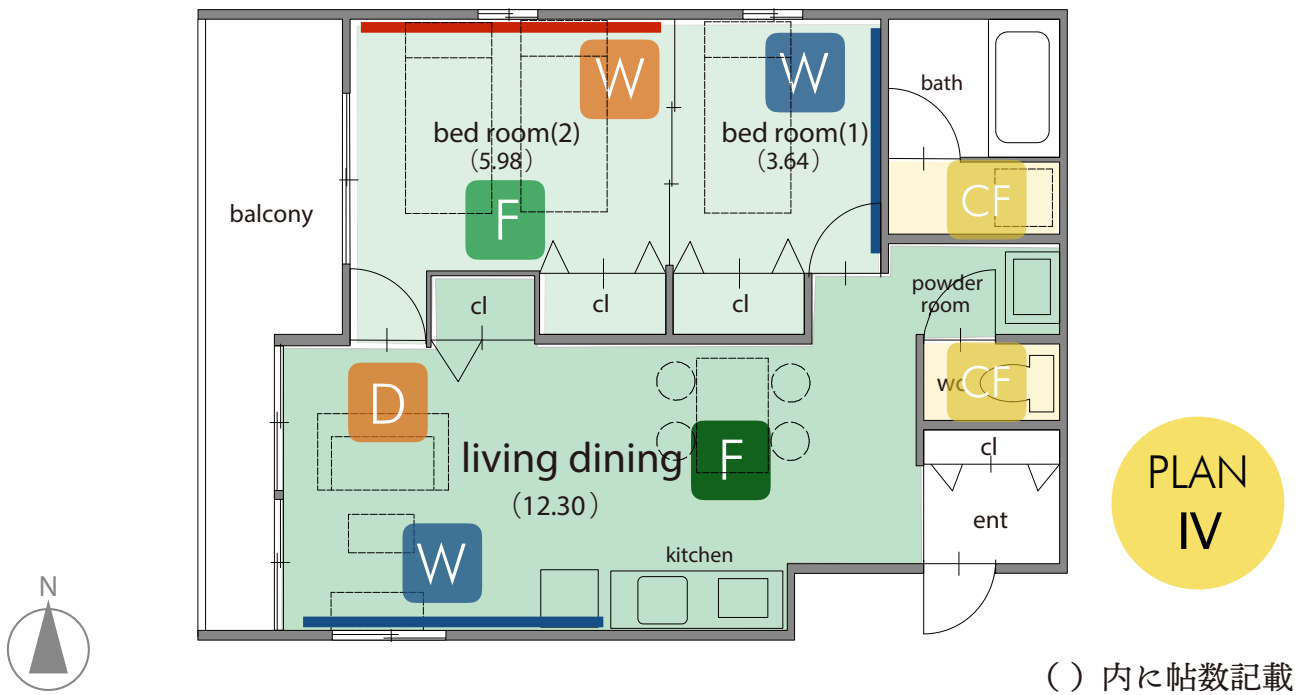 W
W
bath
bed room(2)
（5.98）
bed room(1)
（3.64）
CF
F
balcony
powder
room
cl
cl
cl
D
wc
CF
living dining
（12.30）
F
cl
PLAN
IV
ent
W
kitchen
N
（ ）内に帖数記載